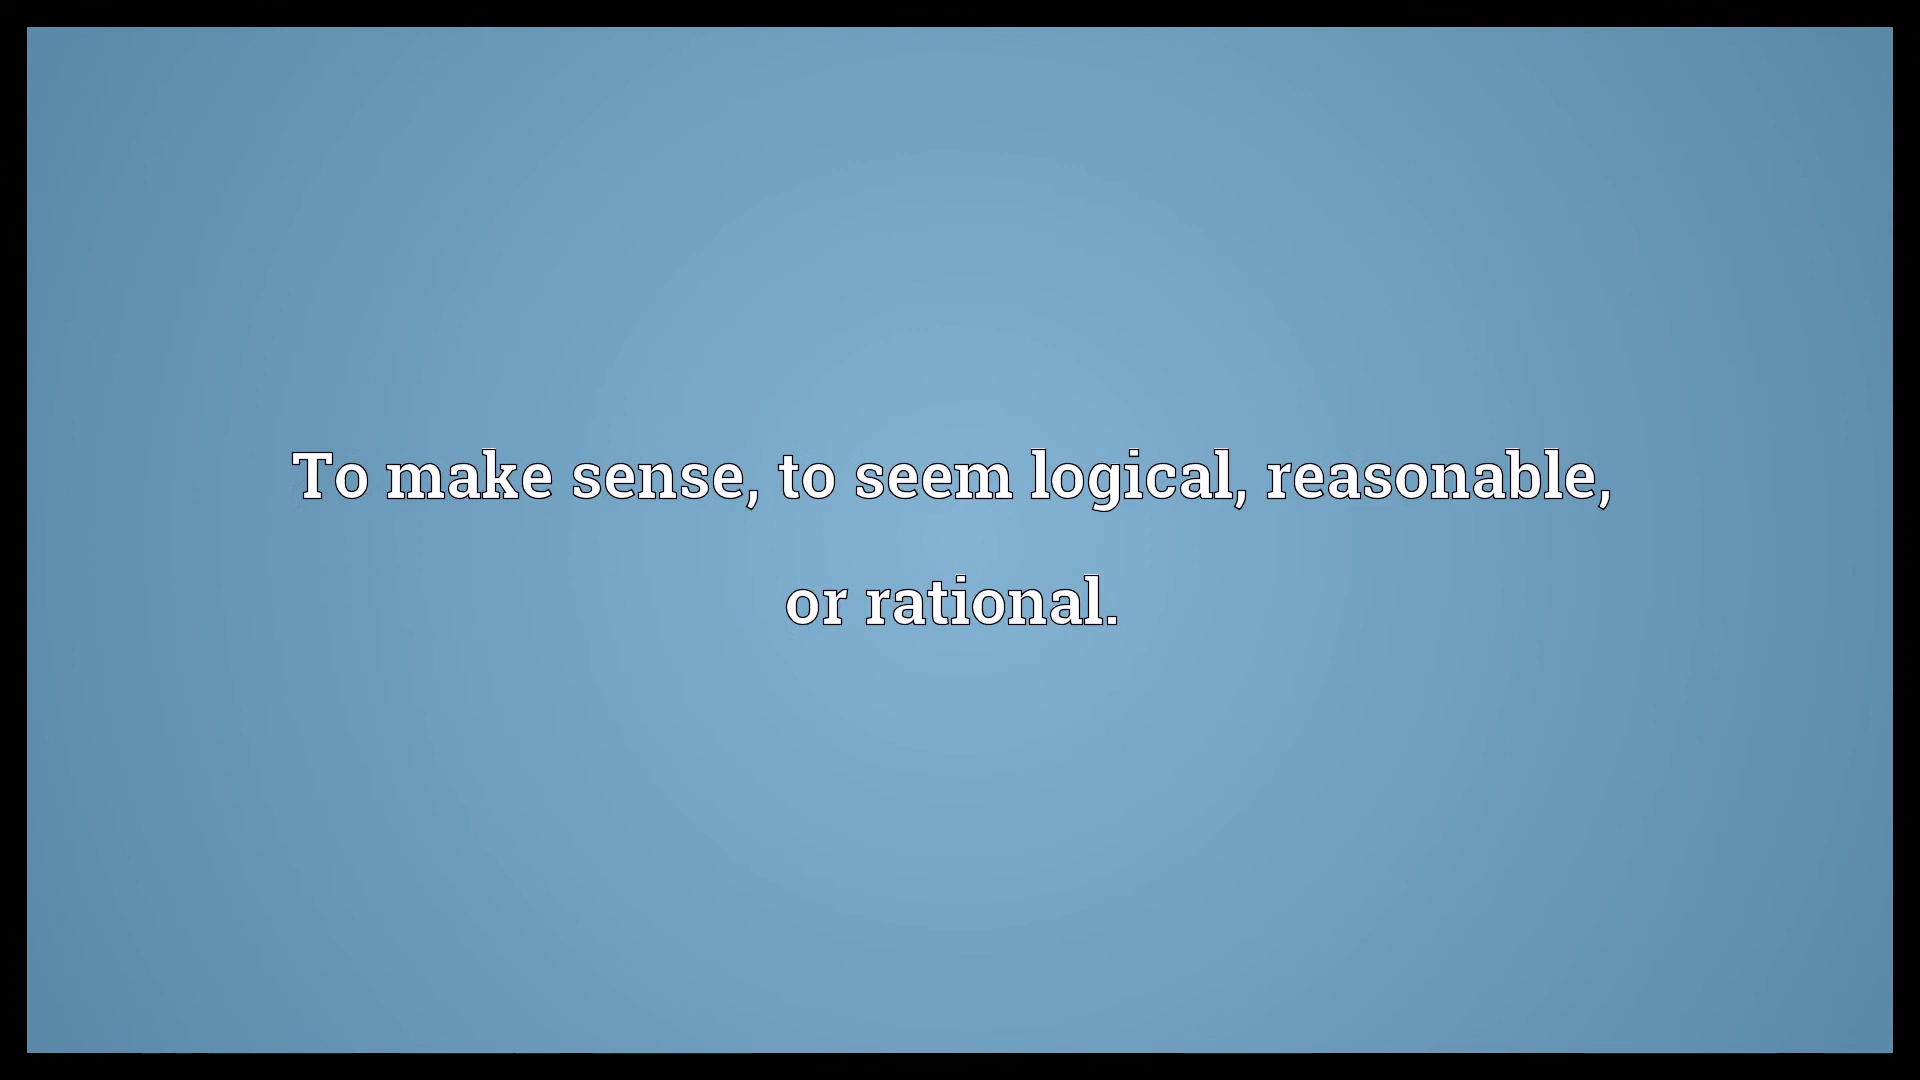 To make sense, to seem logical, reasonable,
or rational.